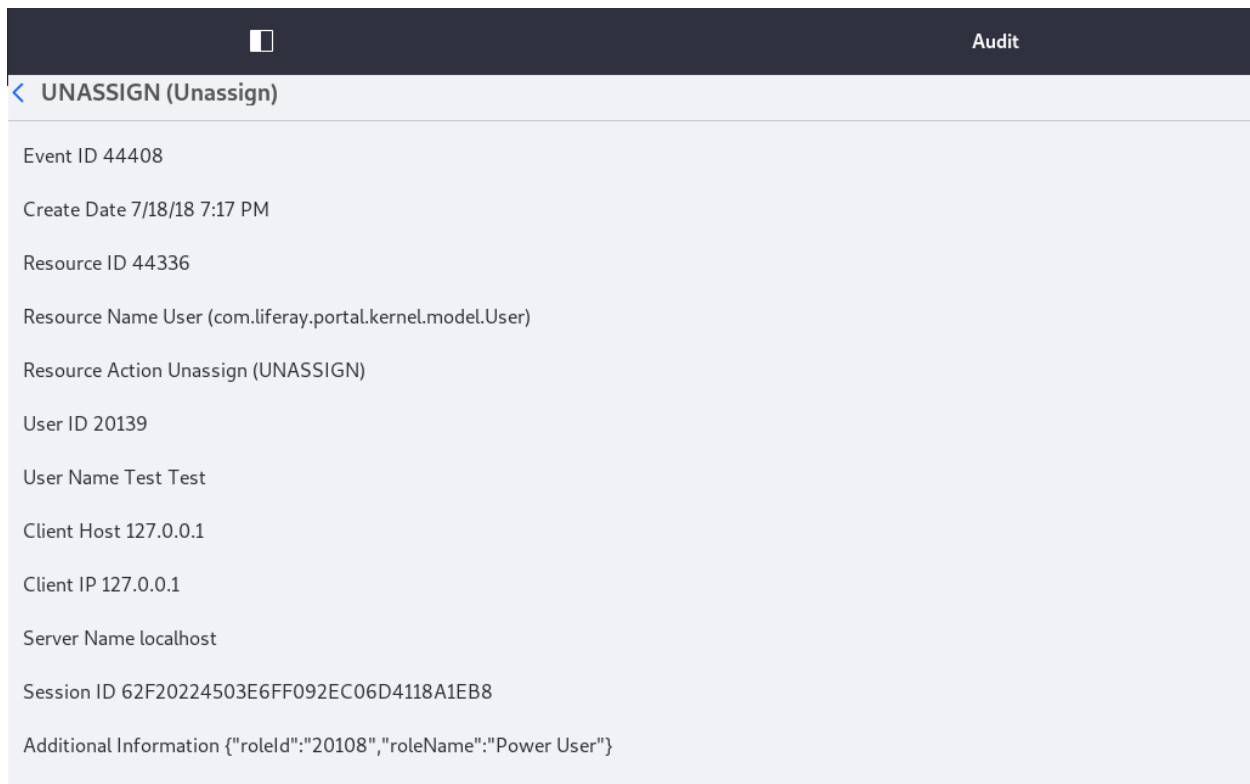 Audit
UNASSIGN (Unassign)
Event ID 44408
Create Date 7/18/18 7:17 PM
Resource ID 44336
Resource Name User (com.liferay.portal.kernel.model.User)
Resource Action Unassign (UNASSIGN)
User ID 20139
User Name Test Test
Client Host 127.0.0.1
Client IP 127.0.0.1
Server Name localhost
Session ID 62F20224503E6FF092EC06D4118A1EB8
Additional Information {"roleId":"20108","roleName":"Power User"}